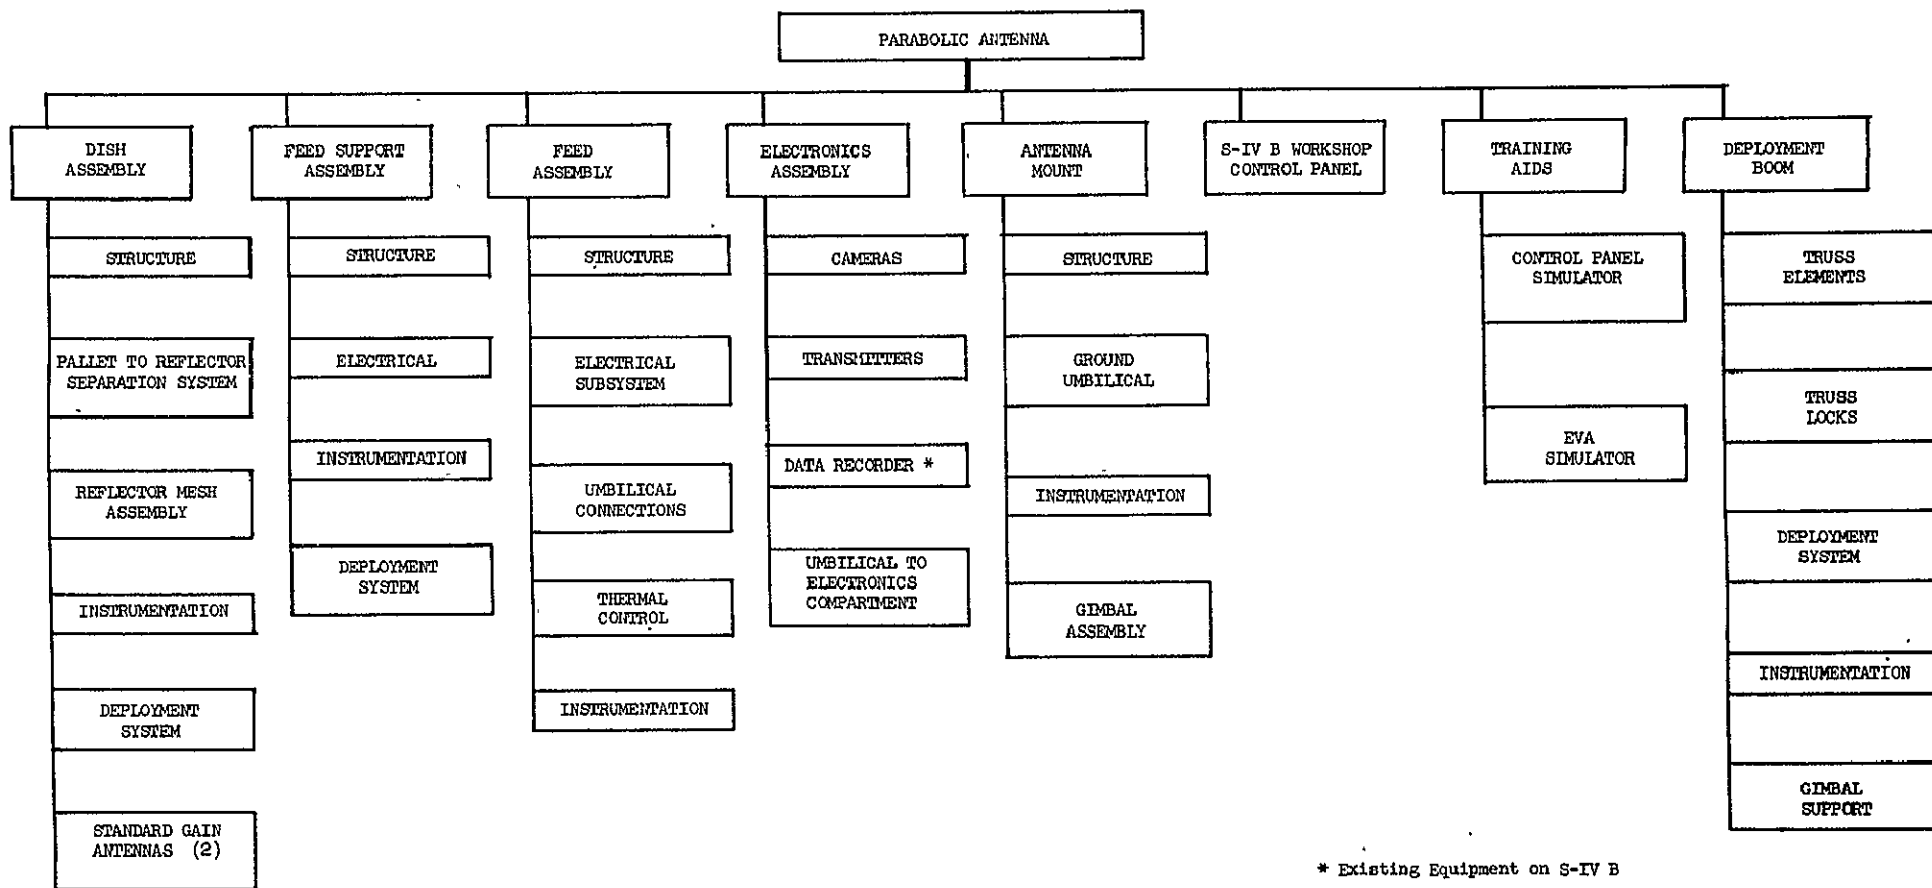 PARABOLIC ANTENNA
DISH
ASSEMBLY
STRUCTURE
PALLET TO REFLECTOR
SEPARATION SYSTEM
REFLECTOR MESH
ASSEMBLY
INSTRUMENTATION
DEPLOYMENT
SYSTEM
STANDARD GAIN
ANTENNAS (2)
FEED SUPPORT
ASSEMBLY
STRUCTURE
ELECTRICAL
INSTRUMENTATION
DEPLOYMENT
SYSTEM
FEED
ASSEMBLY
STRUCTURE
ELECTRICAL
SUBSYSTEM
UMBILICAL
CONNECTIONS
THERMAL
CONTROL
INSTRUMENTATION
ELECTRONICS
ASSEMBLY
CAMERAS
TRANSMITTERS
DATA RECORDER *
UMBILICAL TO
ELECTRONICS
COMPARTMENT
ANTENNA
MOUNT
STRUCTURE
GROUND
UMBILICAL
INSTRUMENTATION
GIMBAL
ASSEMBLY
S-IV B WORKSHOP
CONTROL PANEL
TRAINING
AIDS
CONTROL PANEL
SIMULATOR
EVA
SIMULATOR
DEPLOYMENT
BOOM
TRUSS
ELEMENTS
TRUSS
LOCKS
DEPLOYMENT
SYSTEM
INSTRUMENTATION
GIMBAL
SUPPORT
* Existing Equipment on S-IV B